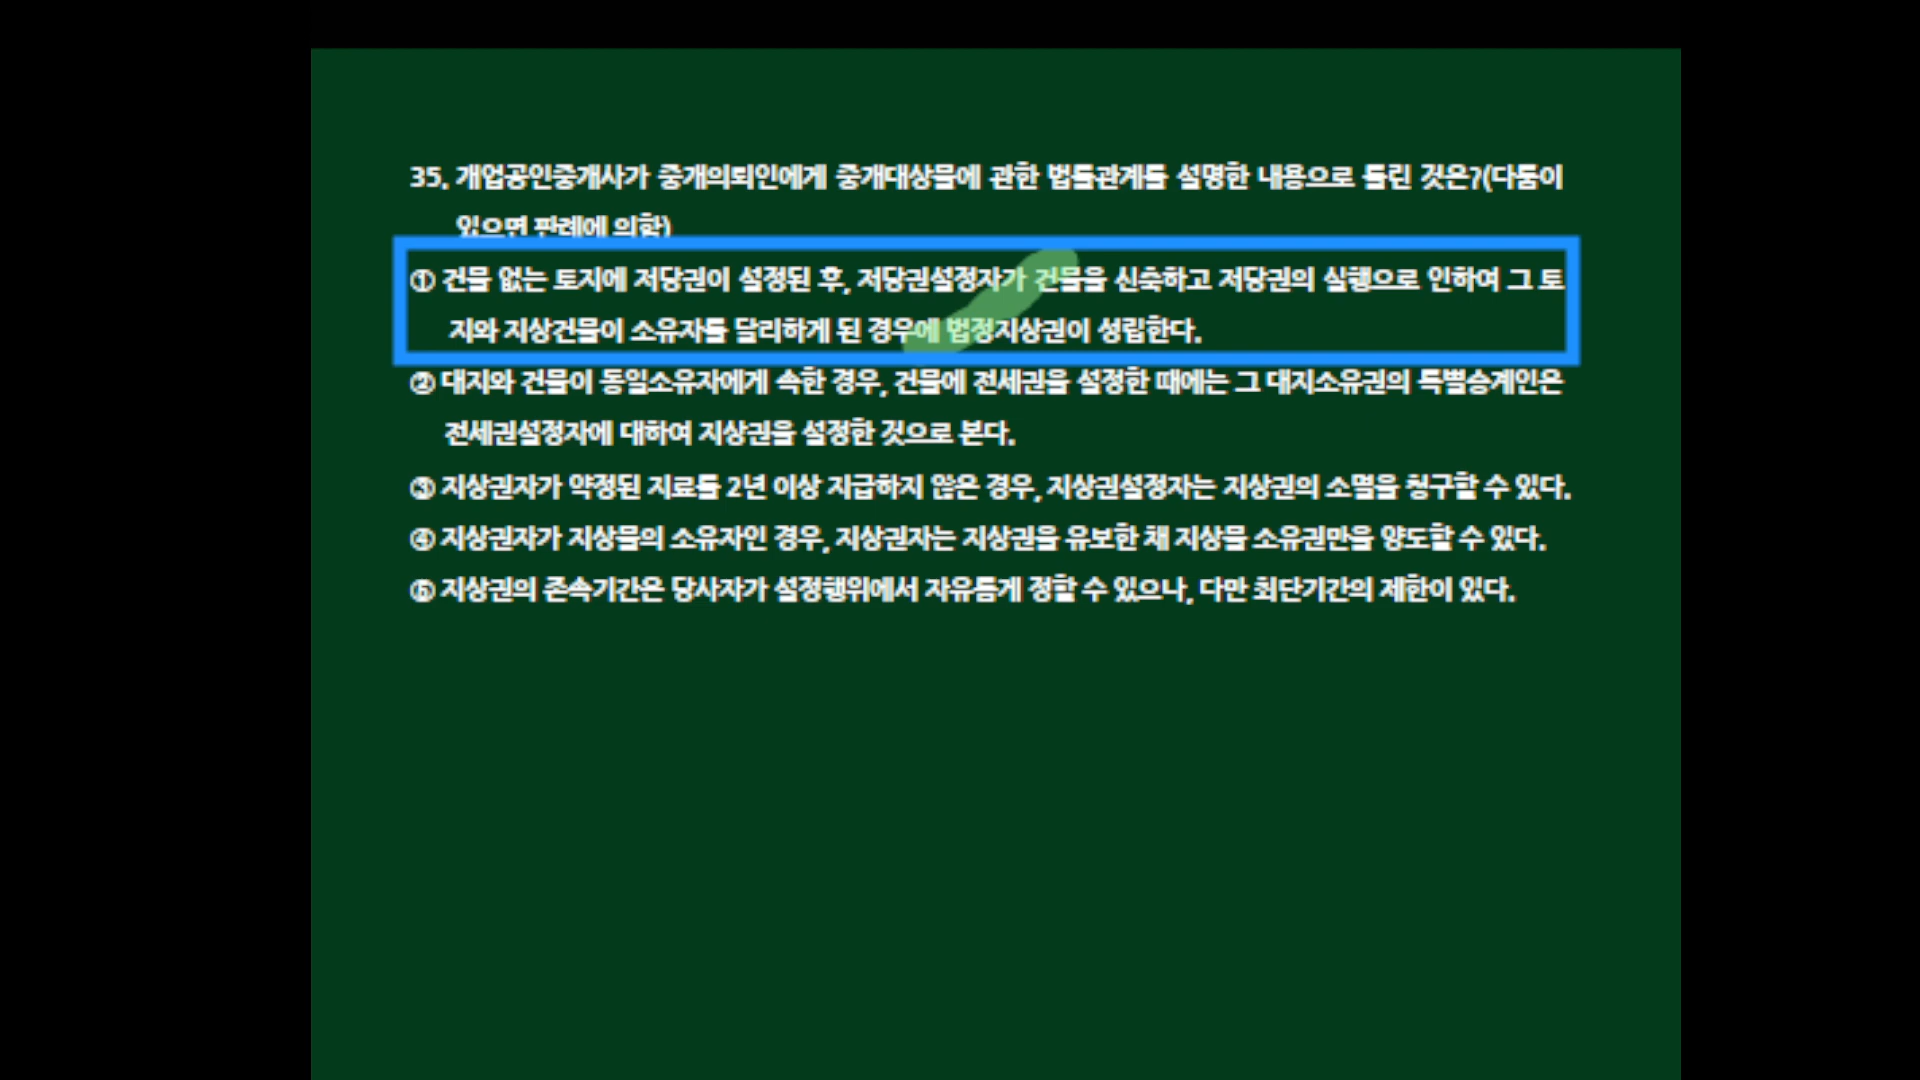 35. 개업공인중개사가 중개의뢰인에게 중개대상물에 관한 법률관계를 설명한 내용으로 틀린 것은?(다툼이
있으면 판례에 의함)
① 건물 없는 토지에 저당권이 설정된 후, 저당권설정자가 건물을 신축하고 저당권의 실행으로 인하여 그 토
지와 지상건물이 소유자를 달리하게 된 경우에 법정지상권이 성립한다.
② 대지와 건물이 동일소유자에게 속한 경우, 건물에 전세권을 설정한 때에는 그 대지소유권의 특별승계인은
전세권설정자에 대하여 지상권을 설정한 것으로 본다.
③ 지상권자가 약정된 지료를 2년 이상 지급하지 않은 경우, 지상권설정자는 지상권의 소멸을 청구할 수 있다.
④ 지상권자가 지상물의 소유자인 경우, 지상권자는 지상권을 유보한 채 지상물 소유권만을 양도할 수 있다.
⑤ 지상권의 존속기간은 당사자가 설정행위에서 자유롭게 정할 수 있으나, 다만 최단기간의 제한이 있다.